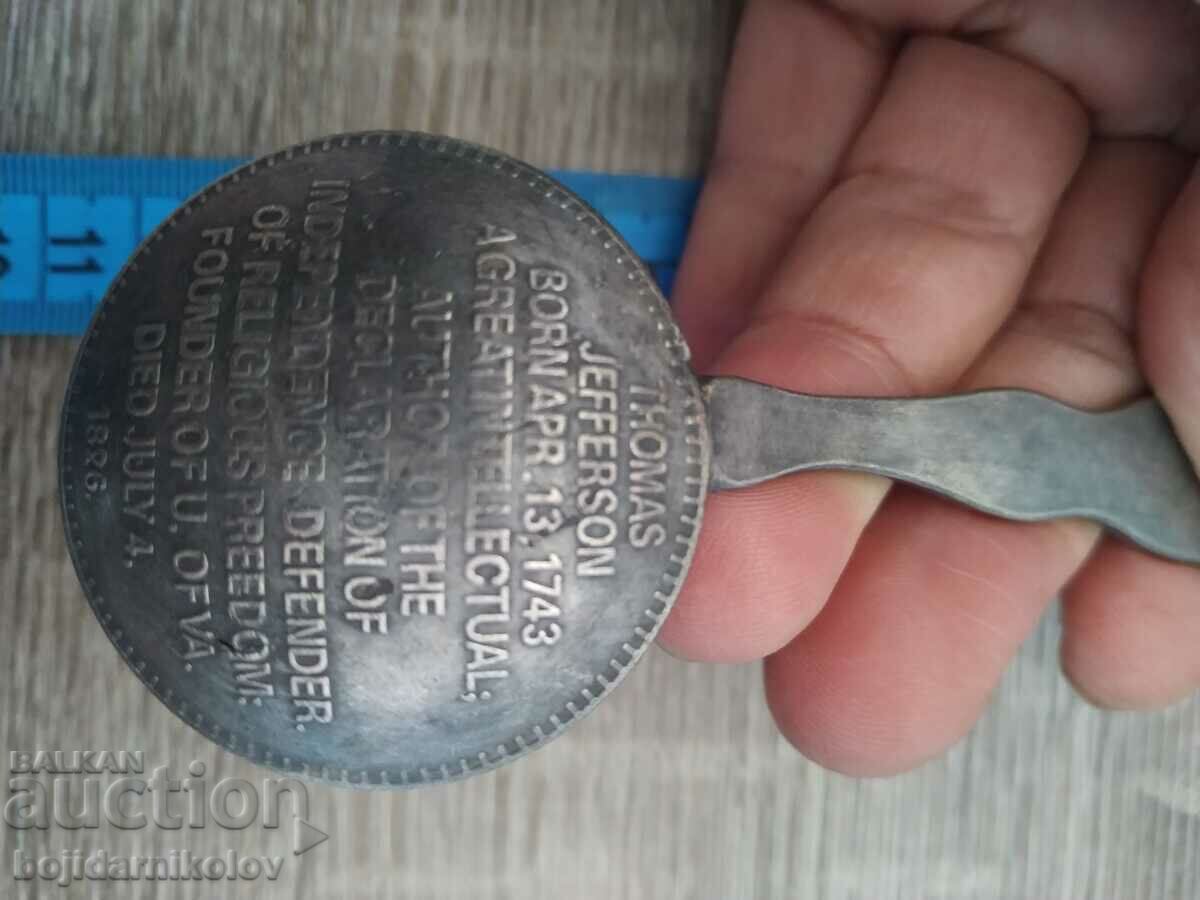 THOMAS
JEFFERSON
BORN APR. 13, 1743
A GREAT INTELLECTUAL;
AUTHOR OF THE
DECLARATION OF
INDEPENDENCE. DEFENDER.
OF RELIGIOUS FREEDOM:
FOUNDER OF U. OF VA.
DIED JULY 4,
1826.
11
BALKAN
auction
bojidarnikolov